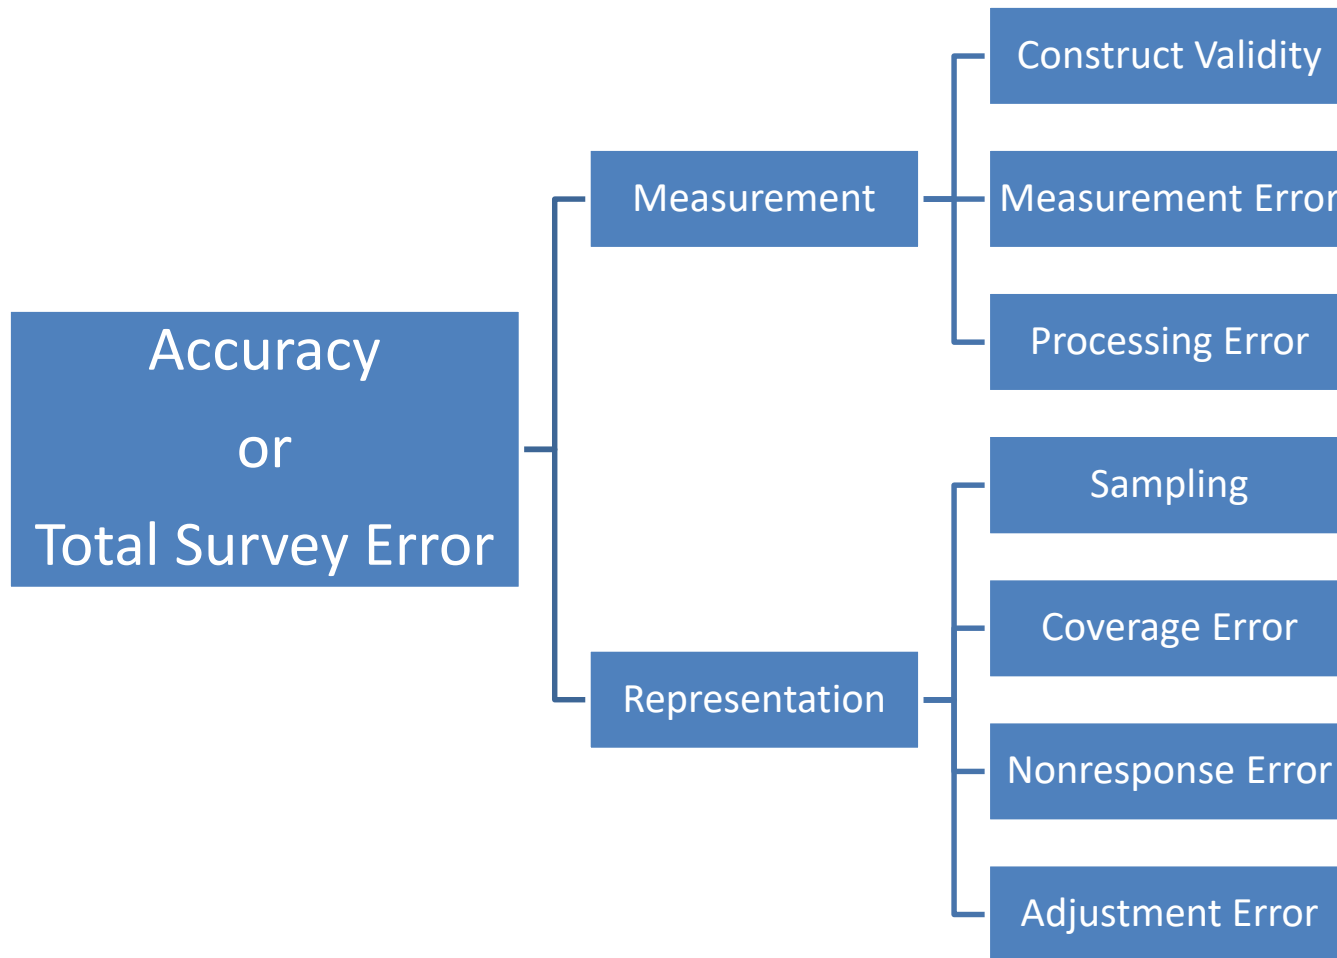 Accuracy
or
Total Survey Error
Measurement
Construct Validity
Measurement Error
Processing Error
Representation
Sampling
Coverage Error
Nonresponse Error
Adjustment Error